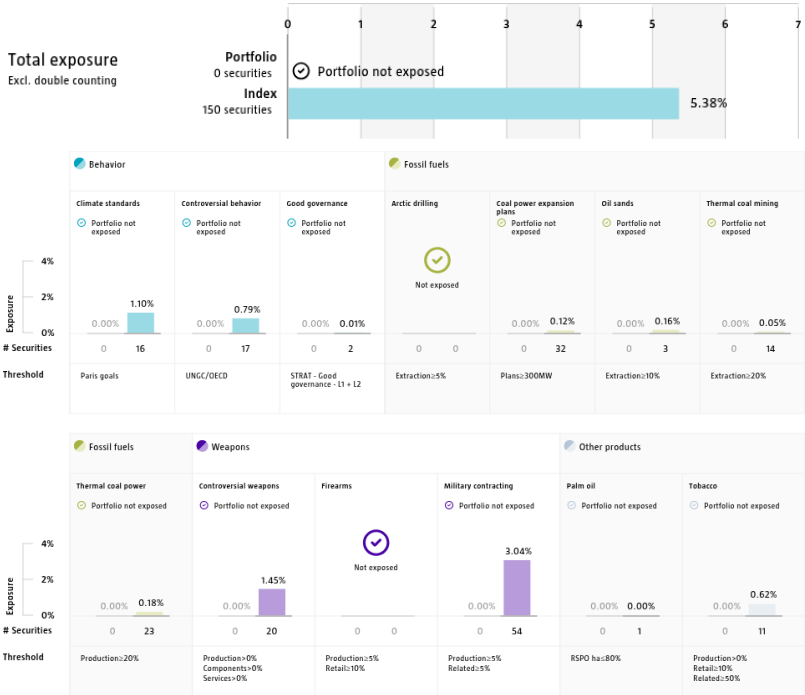 0 1 2 3 4 5 6 7
Total exposure
Excl. double counting
Portfolio
0 securities
Portfolio not exposed
Index
150 securities
5.38%
Behavior
Fossil fuels
Climate standards
Controversial behavior
Good governance
Arctic drilling
Coal power expansion
plans
Oil sands
Thermal coal mining
Portfolio not
exposed
Portfolio not
exposed
Portfolio not
exposed
Not exposed
Portfolio not
exposed
Portfolio not
exposed
Portfolio not
exposed
Exposure
4%
2%
0%
0.00% 1.10%
0.00% 0.79%
0.00% 0.01%
0.00% 0.12%
0.00% 0.16%
0.00% 0.05%
# Securities 0 16 0 17 0 2 0 0 0 32 0 3 0 14
Threshold
Paris goals
UNGC/OECD
STRAT - Good
governance - L1 + L2
Extraction≥5%
Plans≥300MW
Extraction≥10%
Extraction≥20%
Fossil fuels
Weapons
Other products
Thermal coal power
Controversial weapons
Firearms
Military contracting
Palm oil
Tobacco
Portfolio not exposed
Portfolio not exposed
Not exposed
Portfolio not exposed
Portfolio not exposed
Portfolio not exposed
Exposure
4%
2%
0%
0.00% 0.18%
0.00% 1.45%
0.00% 3.04%
0.00% 0.00%
0.00% 0.62%
# Securities 0 23 0 20 0 0 0 54 0 1 0 11
Threshold
Production≥20%
Production>0%
Components>0%
Services>0%
Production≥5%
Retail≥10%
Production≥5%
Related≥5%
RSPO ha≤80%
Production>0%
Retail≥10%
Related≥50%